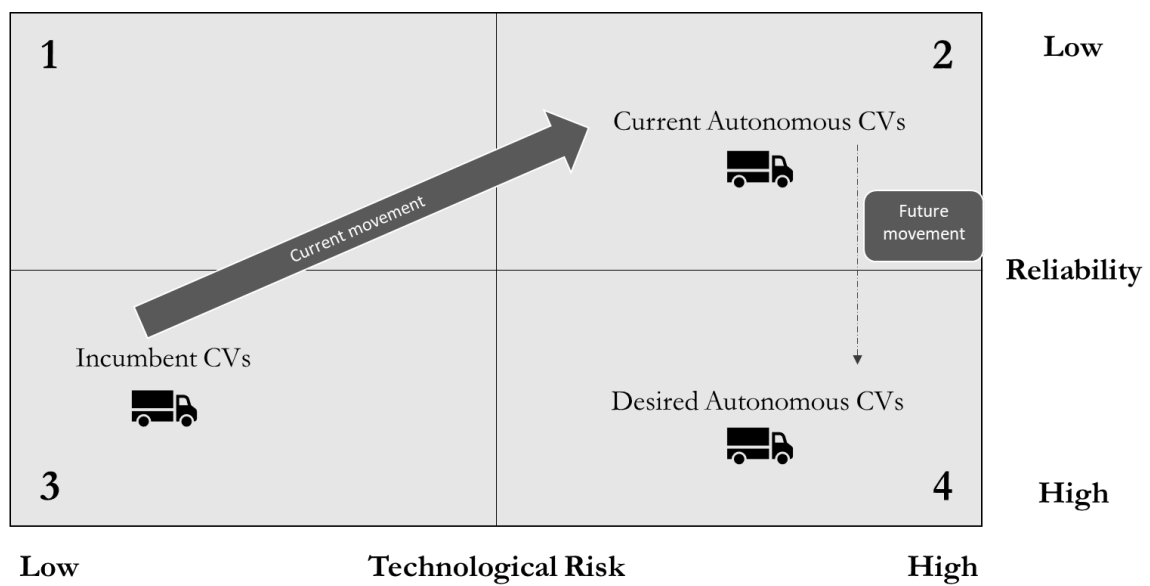 1
2
Low
Current Autonomous CVs
Current movement
Future
movement
Reliability
Incumbent CVs
Desired Autonomous CVs
3
4
High
Low
Technological Risk
High